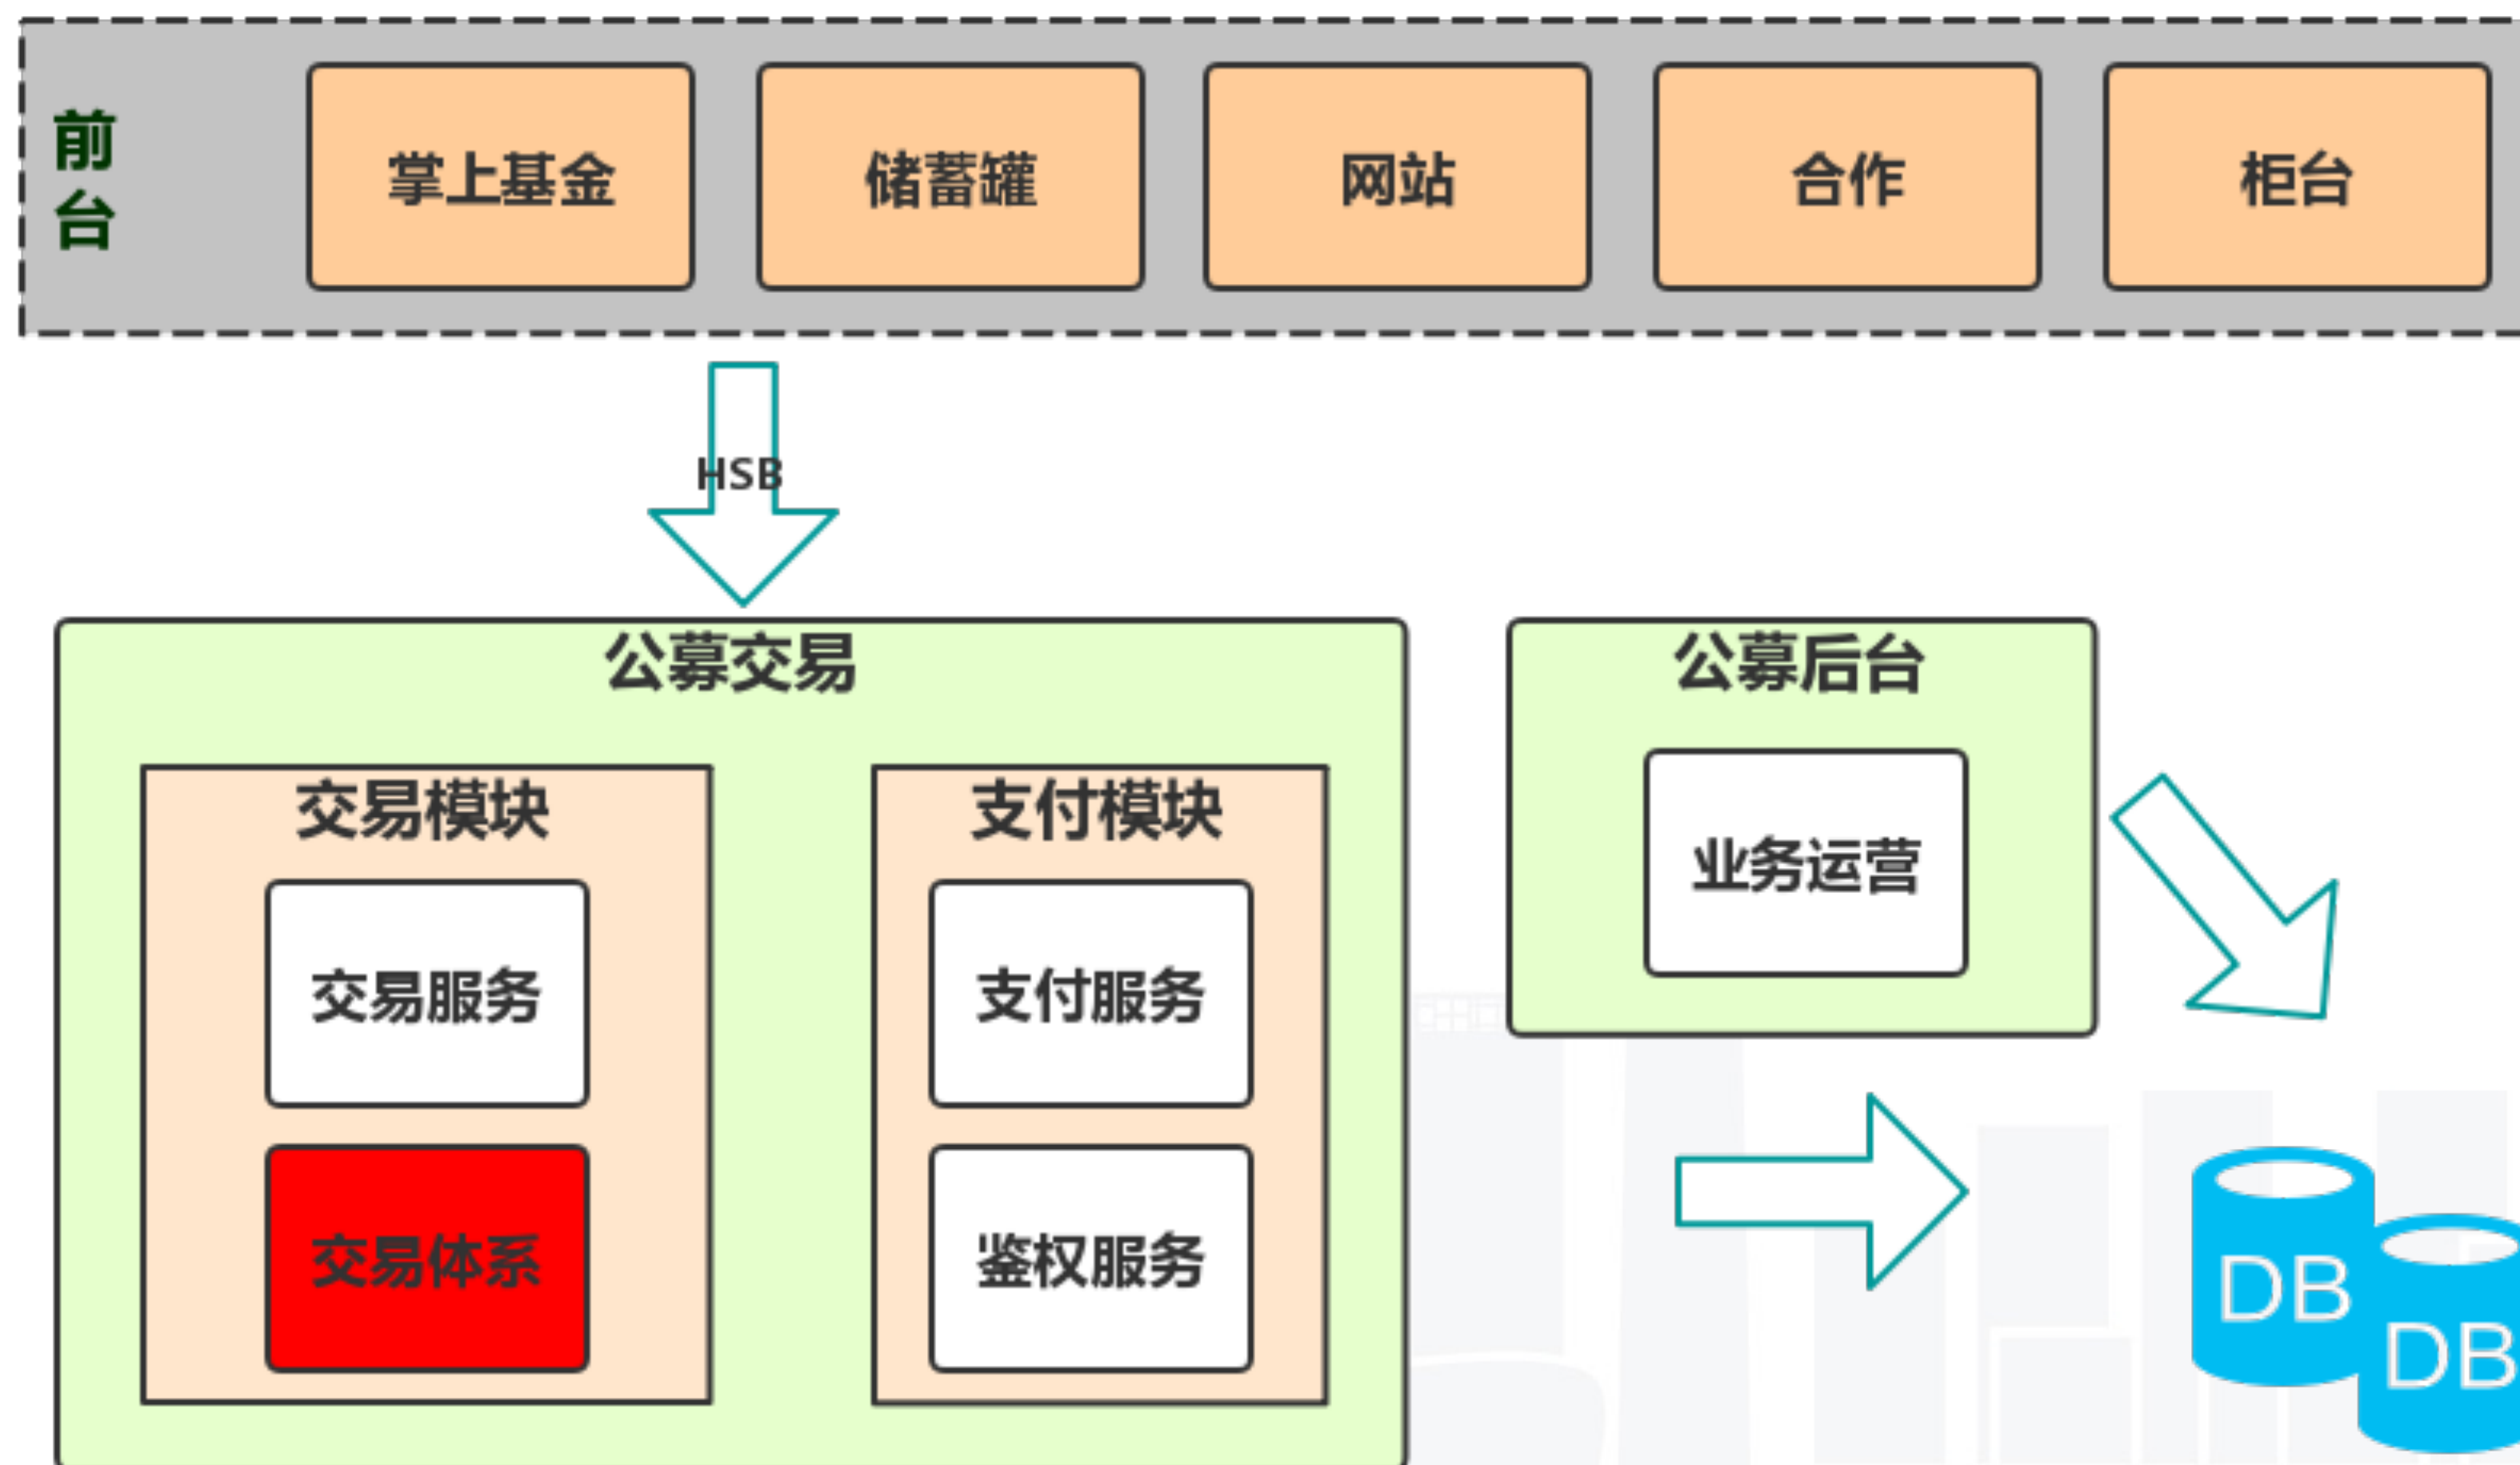 前台
掌上基金
储蓄罐
网站
合作
柜台
HSB
公募交易
公募后台
交易模块
支付模块
业务运营
交易服务
支付服务
交易体系
鉴权服务
DB
DB